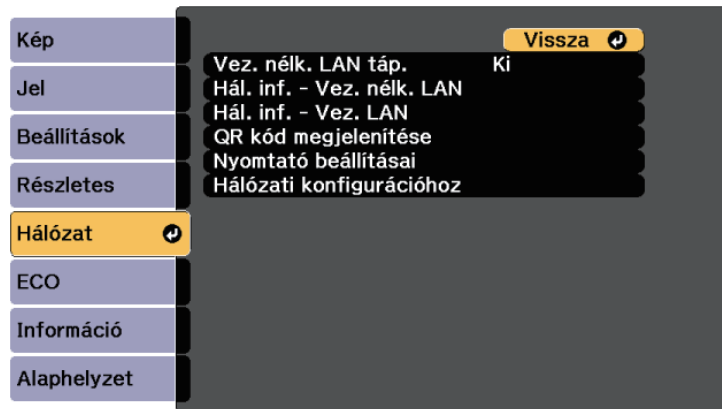 Kép
Jel
Beállítások
Részletes
Hálózat
ECO
Információ
Alaphelyzet
Vissza
Vez. nélk. LAN táp. Ki
Hál. inf. - Vez. nélk. LAN
Hál. inf. - Vez. LAN
QR kód megjelenítése
Nyomtató beállításai
Hálózati konfigurációhoz